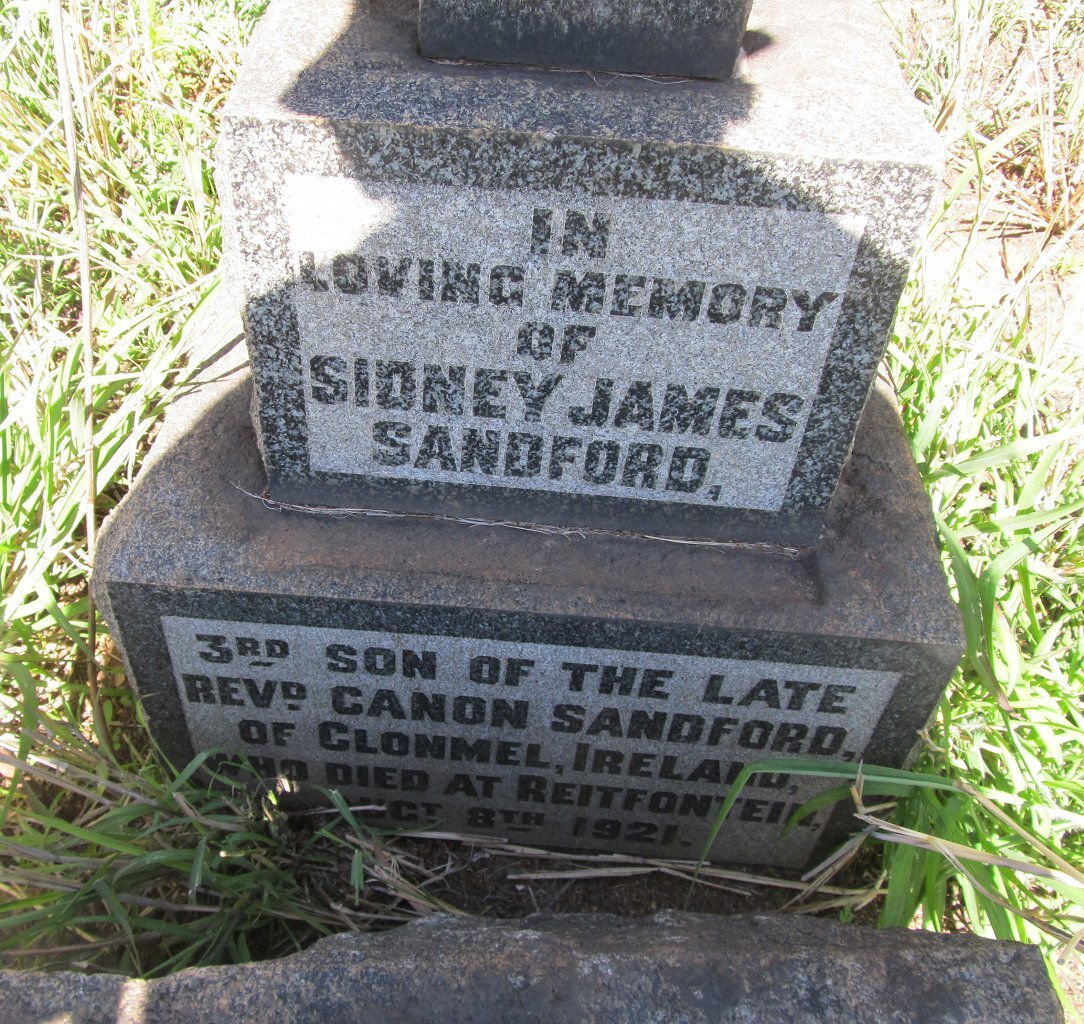 IN
LOVING MEMORY
OF
SIDNEY JAMES
SANDFORD,
3RD SON OF THE LATE
REVD. CANON SANDFORD,
OF CLONMEL, IRELAND,
WHO DIED AT REITFONTEIN,
OCT. 8TH 1921.